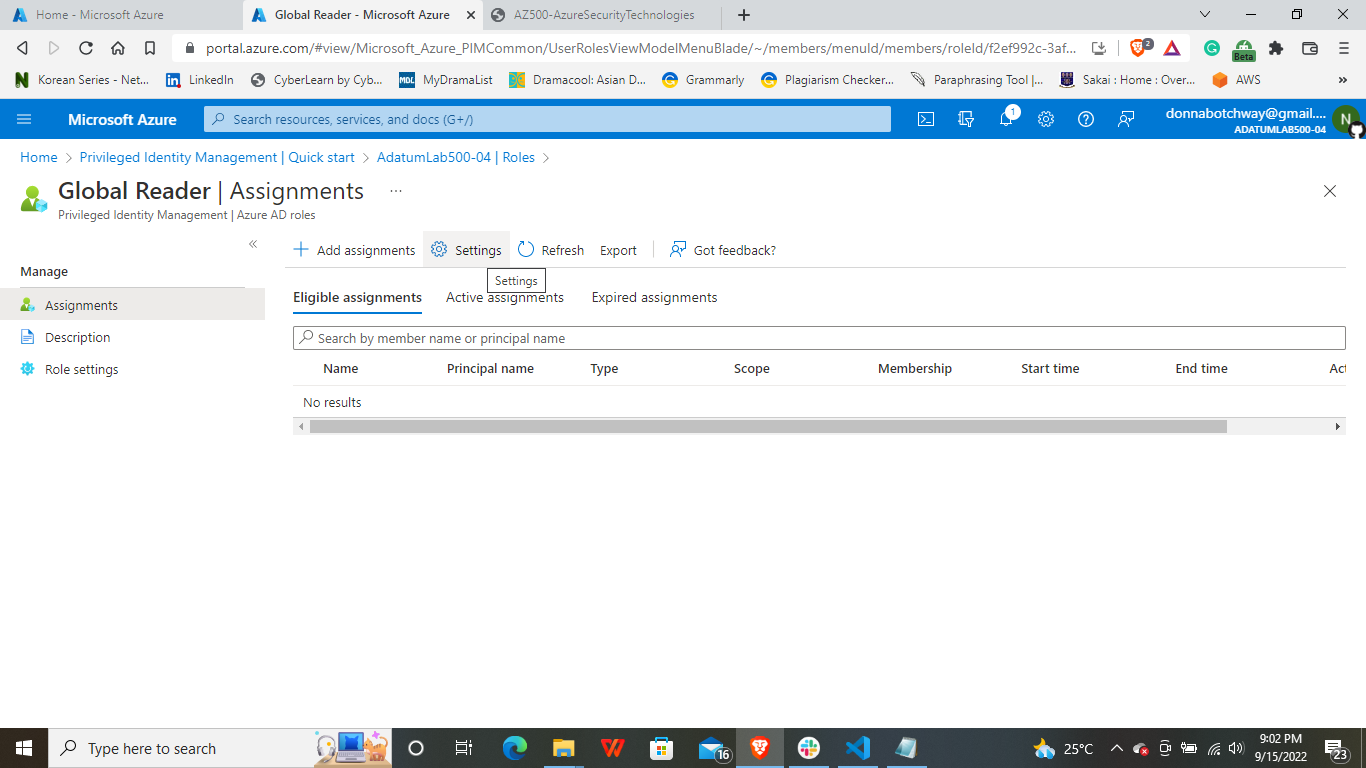 Home - Microsoft Azure
Global Reader - Microsoft Azure
AZ500-AzureSecurityTechnologies
portal.azure.com/#view/Microsoft_Azure_PIMCommon/UserRolesViewModelMenuBlade/~/members/menuId/members/roleId/f2ef992c-3af...
2
Beta
Korean Series - Net...
LinkedIn
CyberLearn by Cyb...
MDL MyDramaList
Dramacool: Asian D...
Grammarly
Plagiarism Checker...
Paraphrasing Tool |...
Sakai : Home : Over...
AWS
»
Microsoft Azure
Search resources, services, and docs (G+/)
1
donnabotchway@gmail....
ADATUMLAB500-04
N
Home > Privileged Identity Management | Quick start > AdatumLab500-04 | Roles >
Global Reader | Assignments ...
Privileged Identity Management | Azure AD roles
«
Manage
Assignments
Description
Role settings
+ Add assignments
Settings
Refresh
Export
Got feedback?
Settings
Eligible assignments
Active assignments
Expired assignments
Search by member name or principal name
Name Principal name Type Scope Membership Start time End time Act
No results
Type here to search
16
25°C
9:02 PM
9/15/2022
23